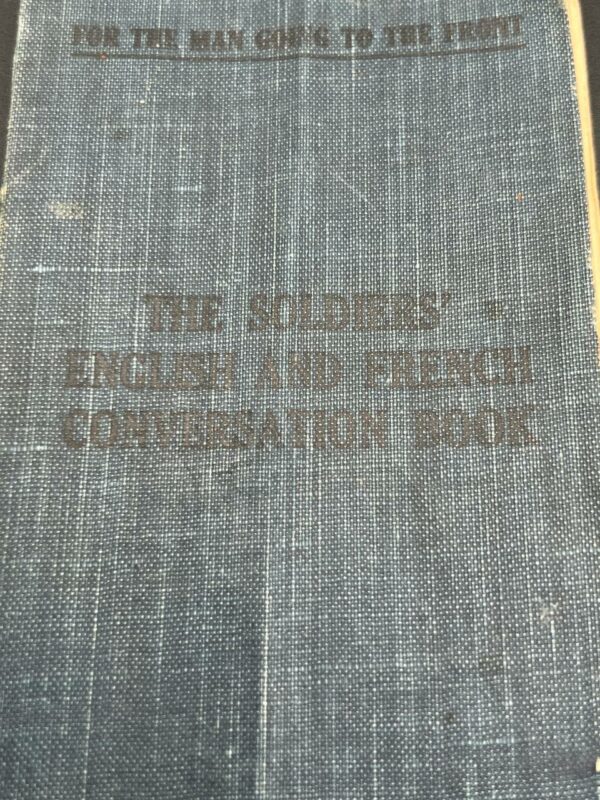 FOR THE MAN GOING TO THE FRONT
THE SOLDIERS'
ENGLISH AND FRENCH
CONVERSATION BOOK